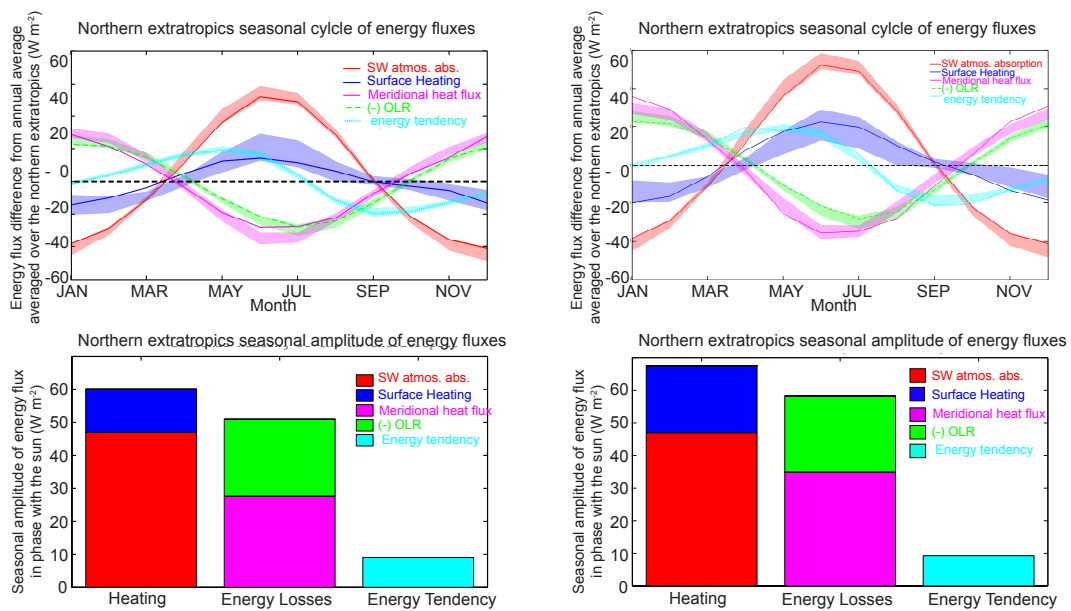 Northern extratropics seasonal cylcle of energy fluxes
Energy flux difference from annual average
averaged over the northern extratropics (W m-2)
40
20
- 0
-20
-40
-60
SW atmos. abs.
Surface Heating
Meridional heat flux
(-) OLR
energy tendency
JAN
MAR
MAY
JUL
SEP
NOV
Month
Northern extratropics seasonal cylcle of energy fluxes
Energy flux difference from annual average
averaged over the northern extratropics (W m-2)
40
20
- 0
-20
-40
-60
SW atmos. absorption
Surface Heating
Meridional heat flux
(-) OLR
energy tendency
JAN
MAR
MAY
JUL
SEP
NOV
Month
Northern extratropics seasonal amplitude of energy fluxes
Seasonal amplitude of energy flux
in phase with the sun (W m-2)
60
50
40
30
20
10
0
SW atmos. abs.
Surface Heating
Meridional heat flux
(-) OLR
Energy tendency
Heating
Energy Losses
Energy Tendency
Northern extratropics seasonal amplitude of energy fluxes
Seasonal amplitude of energy flux
in phase with the sun (W m-2)
60
50
40
30
20
10
0
SW atmos. abs.
Surface Heating
Meridional heat flux
(-) OLR
Energy tendency
Heating
Energy Losses
Energy Tendency